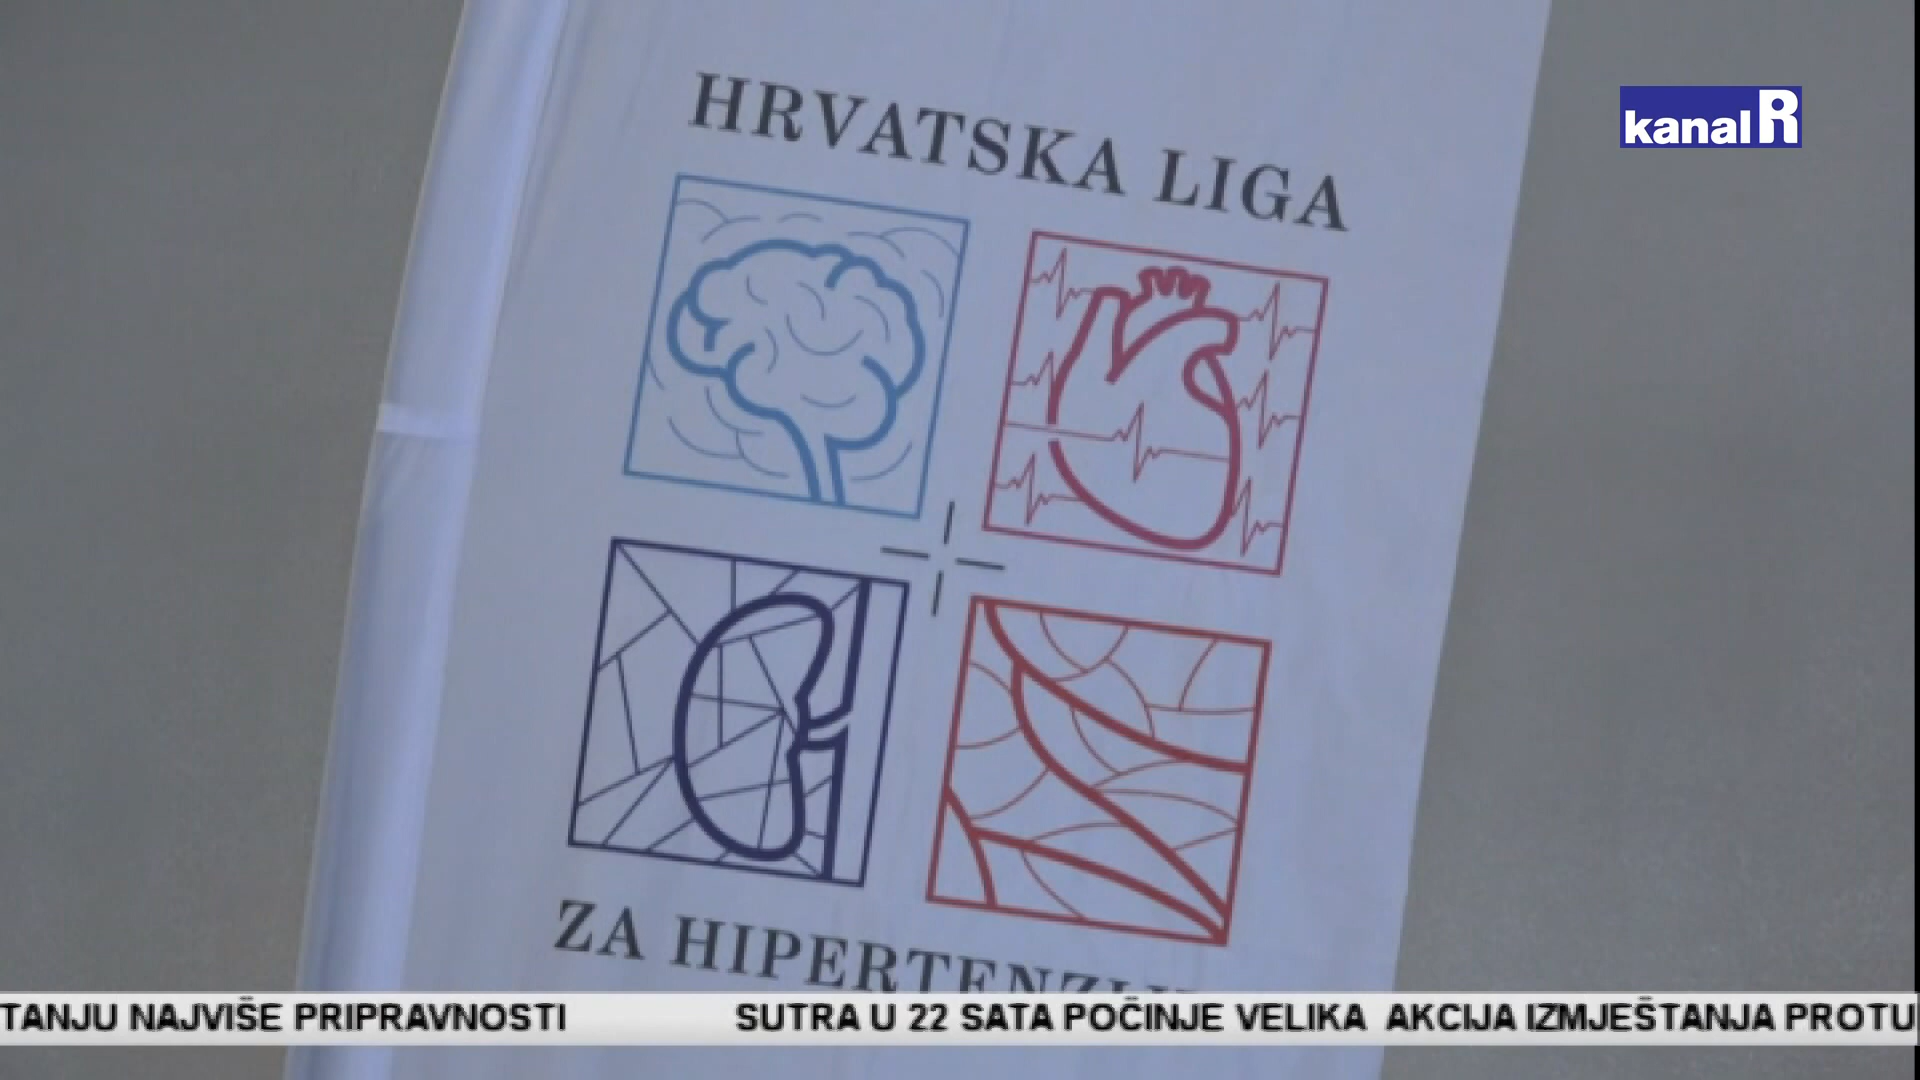 HRVATSKA LIGA
kanal R
ZA HIPERTENZIJU
TANJU NAJVIŠE PRIPRAVNOSTI SUTRA U 22 SATA POČINJE VELIKA AKCIJA IZMJEŠTANJA PROTU